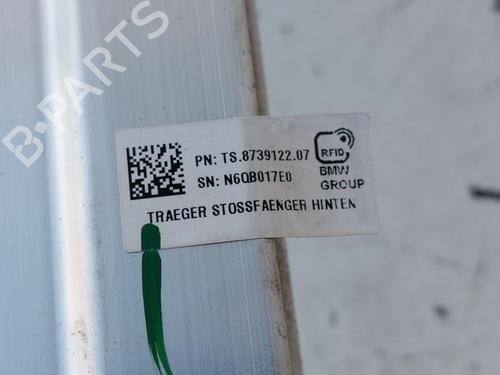 B-PARTS
PN: TS.8739122.07
SN: N6QB017E0
RFID
BMW
GROUP
TRAEGER STOSSFAENGER HINTEN